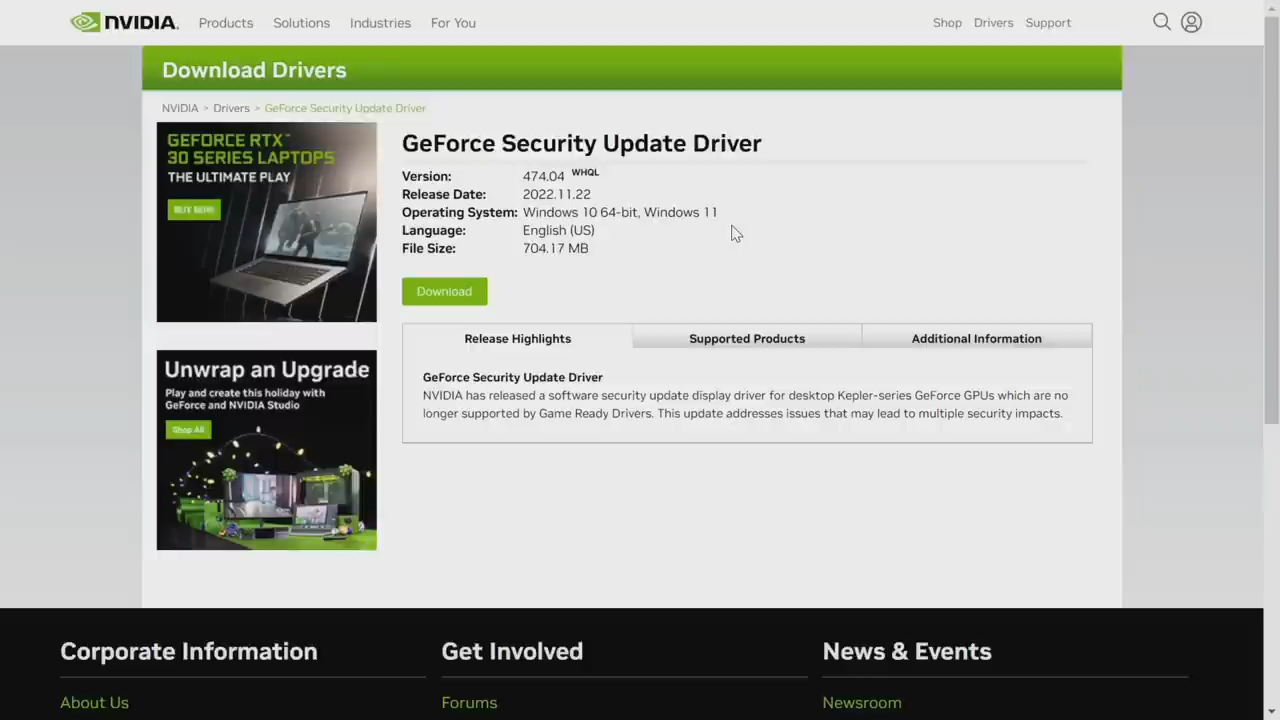 NVIDIA.
Products
Solutions
Industries
For You
Shop
Drivers
Support
Download Drivers
NVIDIA > Drivers > GeForce Security Update Driver
GEFORCE RTX™
30 SERIES LAPTOPS
THE ULTIMATE PLAY
BUY NOW
GeForce Security Update Driver
Version: 474.04 WHQL
Release Date: 2022.11.22
Operating System: Windows 10 64-bit, Windows 11
Language: English (US)
File Size: 704.17 MB
Download
Release Highlights
Supported Products
Additional Information
GeForce Security Update Driver
NVIDIA has released a software security update display driver for desktop Kepler-series GeForce GPUs which are no
longer supported by Game Ready Drivers. This update addresses issues that may lead to multiple security impacts.
Unwrap an Upgrade
Play and create this holiday with
GeForce and NVIDIA Studio
Shop All
Corporate Information
Get Involved
News & Events
About Us
Forums
Newsroom